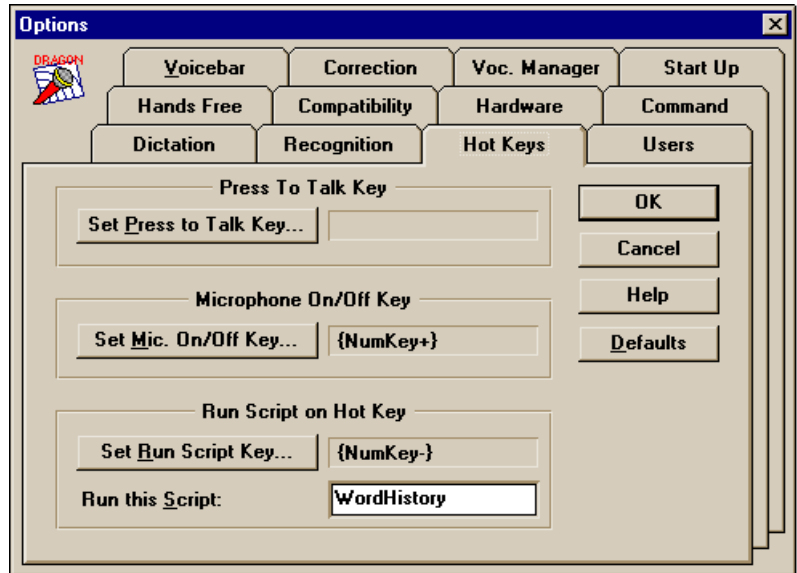 Options
DRAGON
Voicebar Correction Voc. Manager Start Up
Hands Free Compatibility Hardware Command
Dictation Recognition Hot Keys Users
Press To Talk Key
Set Press to Talk Key...
OK
Cancel
Microphone On/Off Key
Help
Set Mic. On/Off Key... {NumKey+}
Defaults
Run Script on Hot Key
Set Run Script Key... {NumKey-}
Run this Script: WordHistory